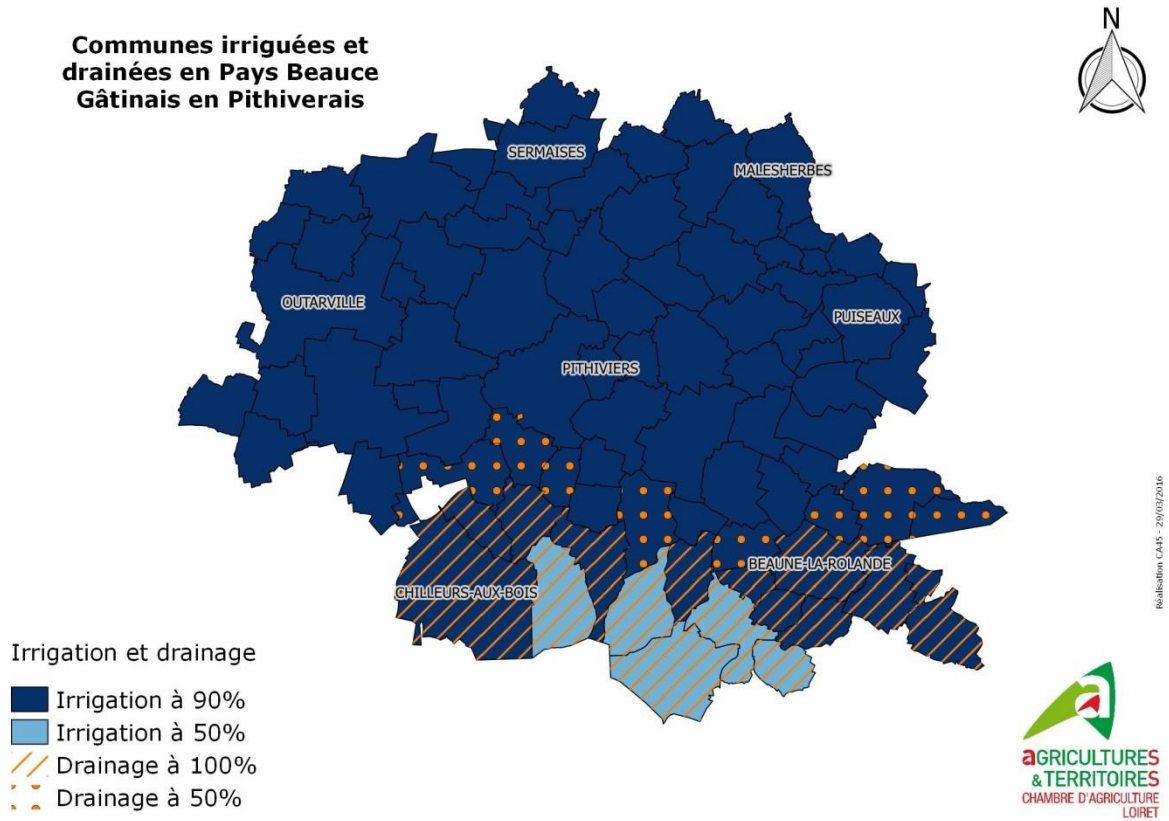 Communes irriguées et
drainées en Pays Beauce
Gâtinais en Pithiverais
N
SERMAISES
MALESHERBES
OUTARVILLE
PUISEAUX
PITHIVIERS
BEAUNE-LA-ROLANDE
CHILLEURS-AUX-BOIS
Réalisation CA45 - 29/03/2016
Irrigation et drainage
Irrigation à 90%
Irrigation à 50%
Drainage à 100%
Drainage à 50%
a
aGRICULTURES
& TERRITOIRES
CHAMBRE D'AGRICULTURE
LOIRET